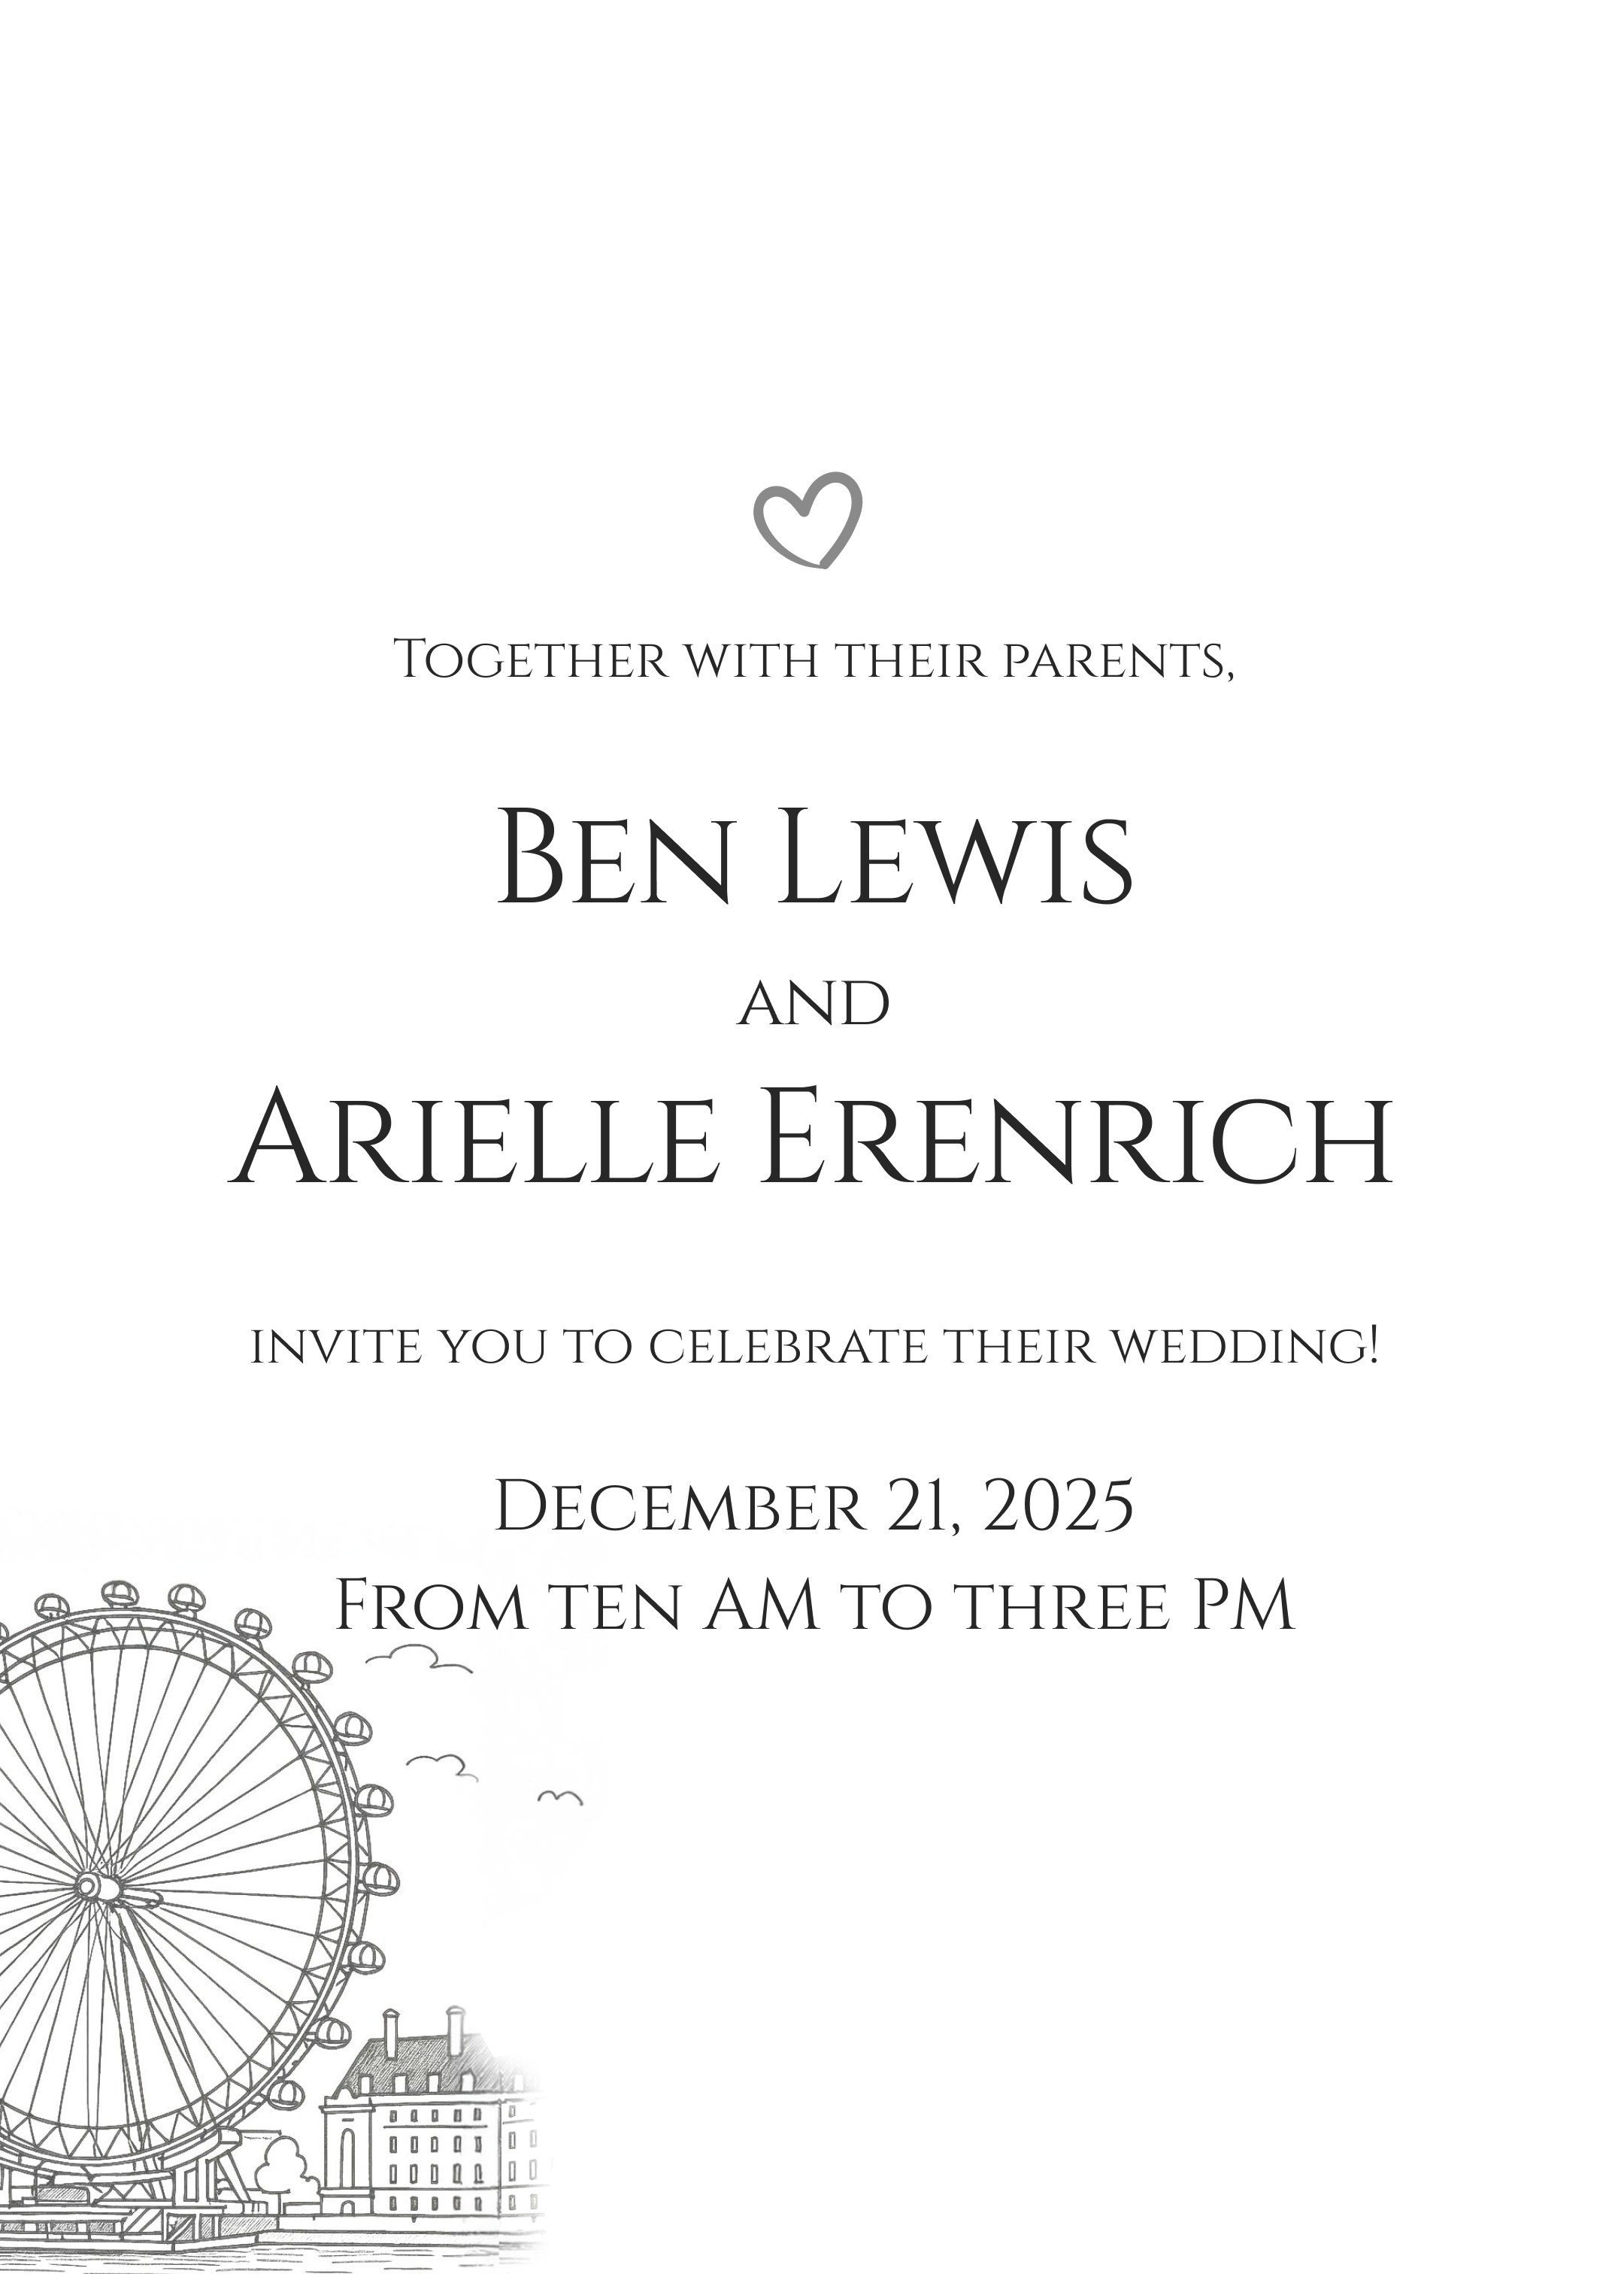 Together with their parents,
Ben Lewis
and
Arielle Erenrich
invite you to celebrate their wedding!
December 21, 2025
From ten AM to three PM